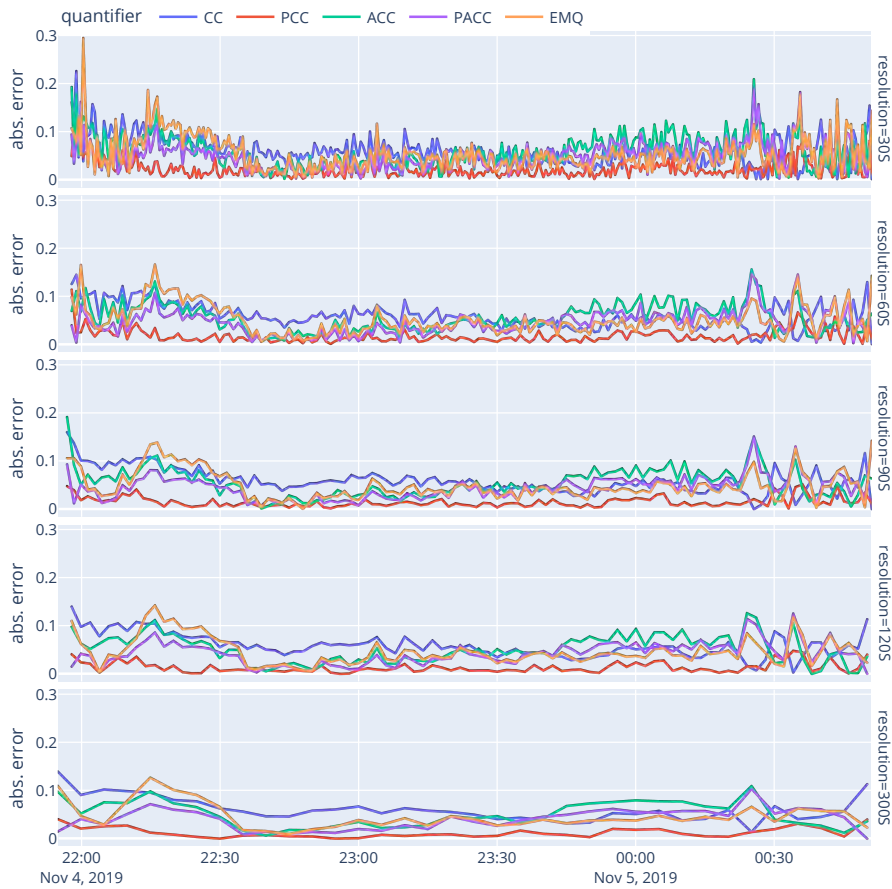 quantifier CC PCC ACC PACC EMQ
0.3
0.2
0.1
0
abs. error
resolution=30S
0.3
0.2
0.1
0
abs. error
resolution=60S
0.3
0.2
0.1
0
abs. error
resolution=90S
0.3
0.2
0.1
0
abs. error
resolution=120S
0.3
0.2
0.1
0
abs. error
resolution=300S
22:00 22:30 23:00 23:30 00:00 00:30
Nov 4, 2019 Nov 5, 2019